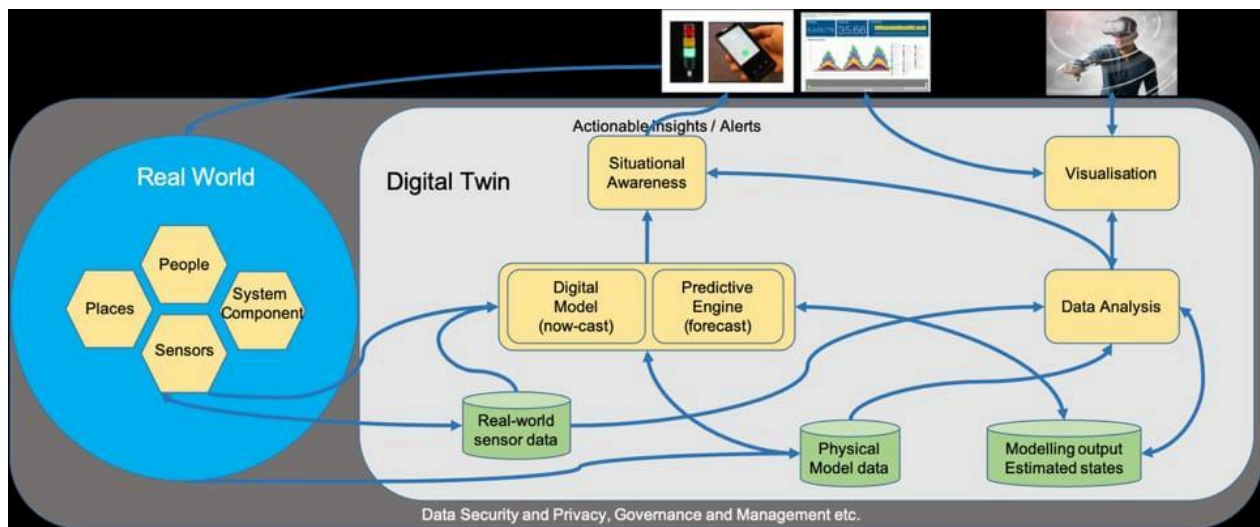 Actionable Insights / Alerts
Real World
Digital Twin
Situational
Awareness
Visualisation
People
Places
System
Component
Sensors
Digital
Model
(now-cast)
Predictive
Engine
(forecast)
Data Analysis
Real-world
sensor data
Physical
Model data
Modelling output
Estimated states
Data Security and Privacy, Governance and Management etc.